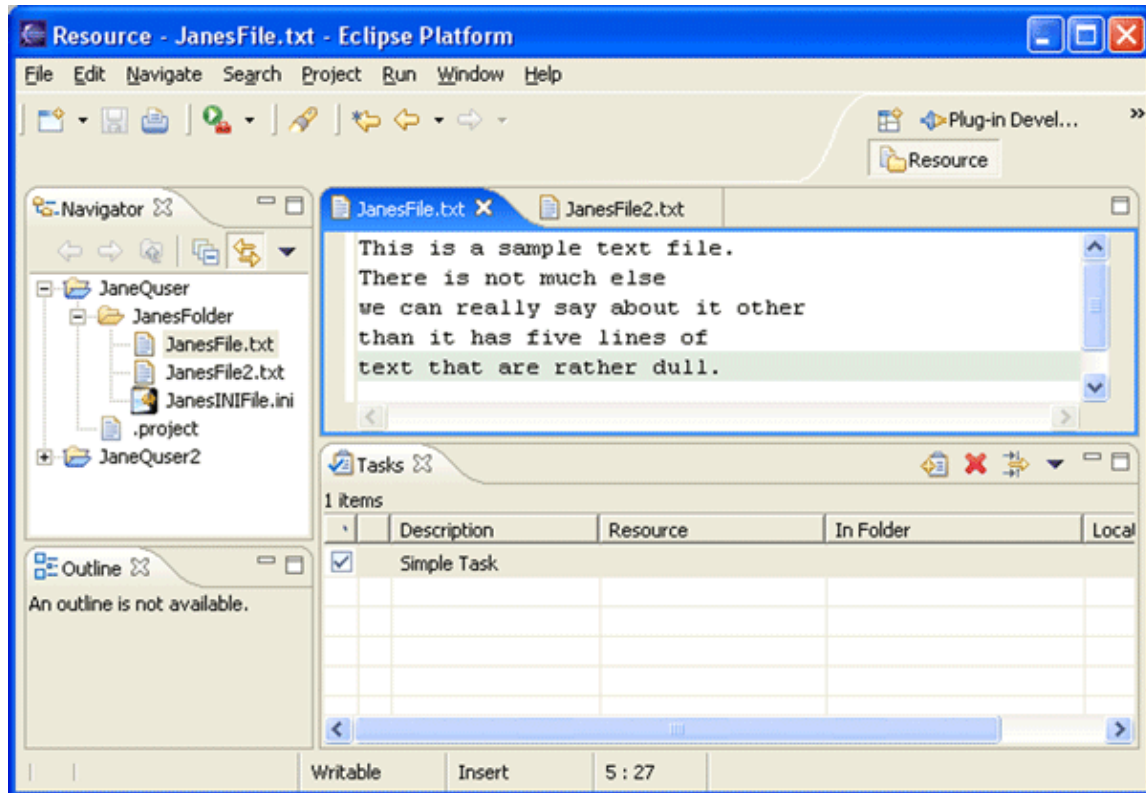 Resource - JanesFile.txt - Eclipse Platform
File Edit Navigate Search Project Run Window Help
Plug-in Devel... »
Resource
Navigator
JaneQuser
JanesFolder
JanesFile.txt
JanesFile2.txt
JanesINIFile.ini
.project
JaneQuser2
JanesFile.txt JanesFile2.txt
This is a sample text file.
There is not much else
we can really say about it other
than it has five lines of
text that are rather dull.
Tasks
1 items
Description Resource In Folder Local
Simple Task
Outline
An outline is not available.
Writable Insert 5 : 27